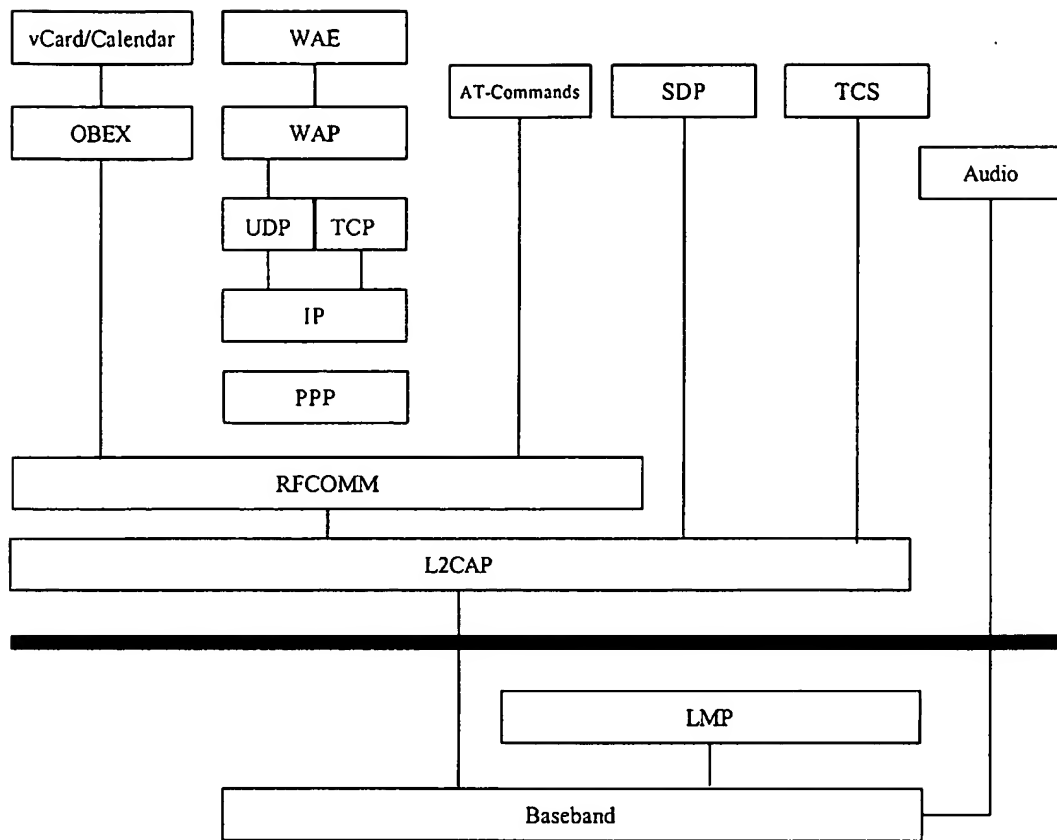 vCard/Calendar
WAE
AT-Commands
SDP
TCS
OBEX
WAP
Audio
UDP
TCP
IP
PPP
RFCOMM
L2CAP
LMP
Baseband